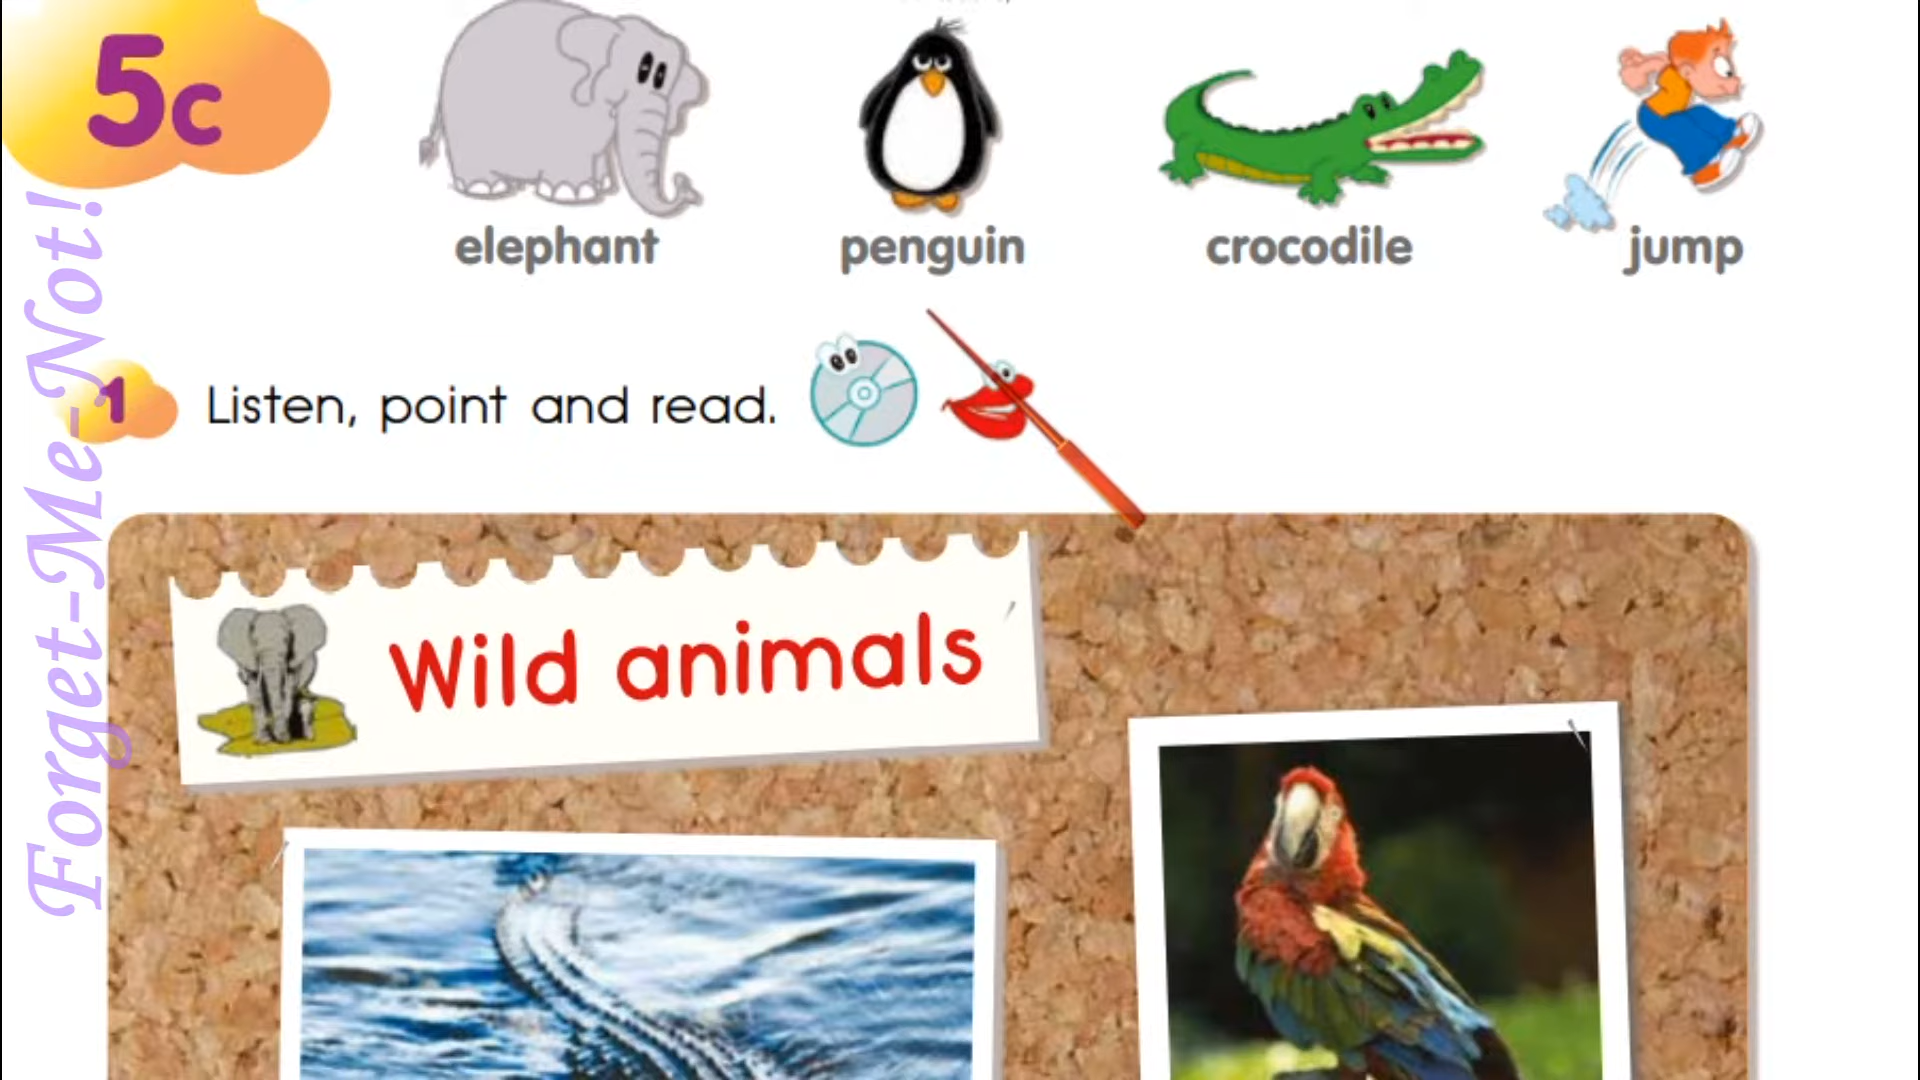 5c
elephant
penguin
crocodile
jump
1 Listen, point and read.
Wild animals
Forget-Me-Not!